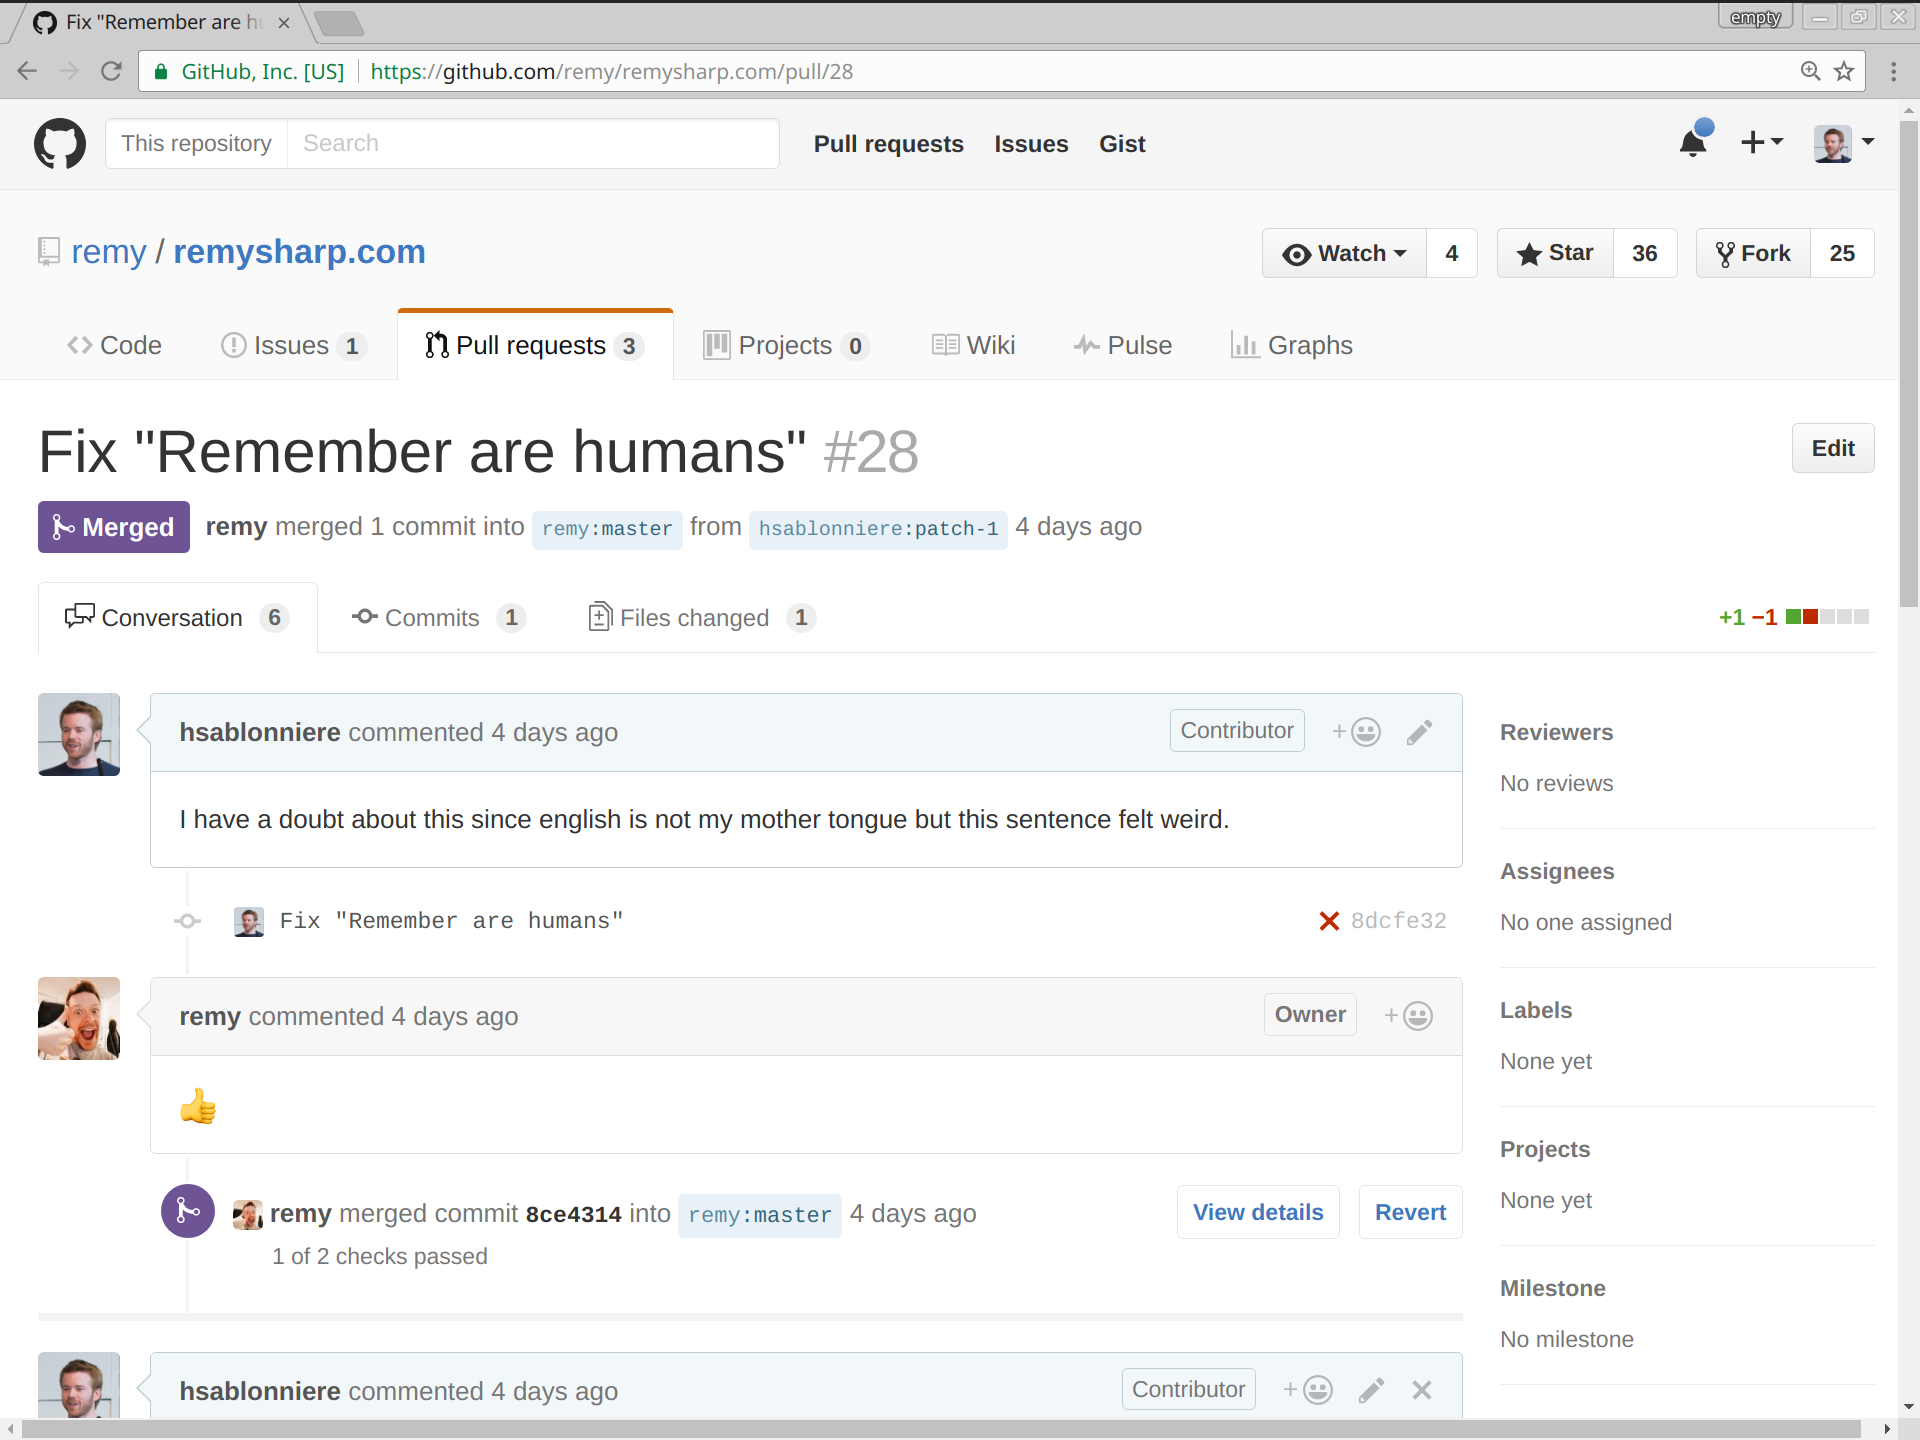 Fix "Remember are hu
empty
GitHub, Inc. [US] https://github.com/remy/remysharp.com/pull/28
This repository Search Pull requests Issues Gist
remy / remysharp.com Watch 4 Star 36 Fork 25
Code Issues 1 Pull requests 3 Projects 0 Wiki Pulse Graphs
Fix "Remember are humans" #28 Edit
Merged remy merged 1 commit into remy:master from hsablonniere:patch-1 4 days ago
Conversation 6 Commits 1 Files changed 1 +1 −1
hsablonniere commented 4 days ago Contributor
I have a doubt about this since english is not my mother tongue but this sentence felt weird.
Fix "Remember are humans" 8dcfe32
remy commented 4 days ago Owner
👍
remy merged commit 8ce4314 into remy:master 4 days ago View details Revert
1 of 2 checks passed
hsablonniere commented 4 days ago Contributor
Reviewers
No reviews
Assignees
No one assigned
Labels
None yet
Projects
None yet
Milestone
No milestone